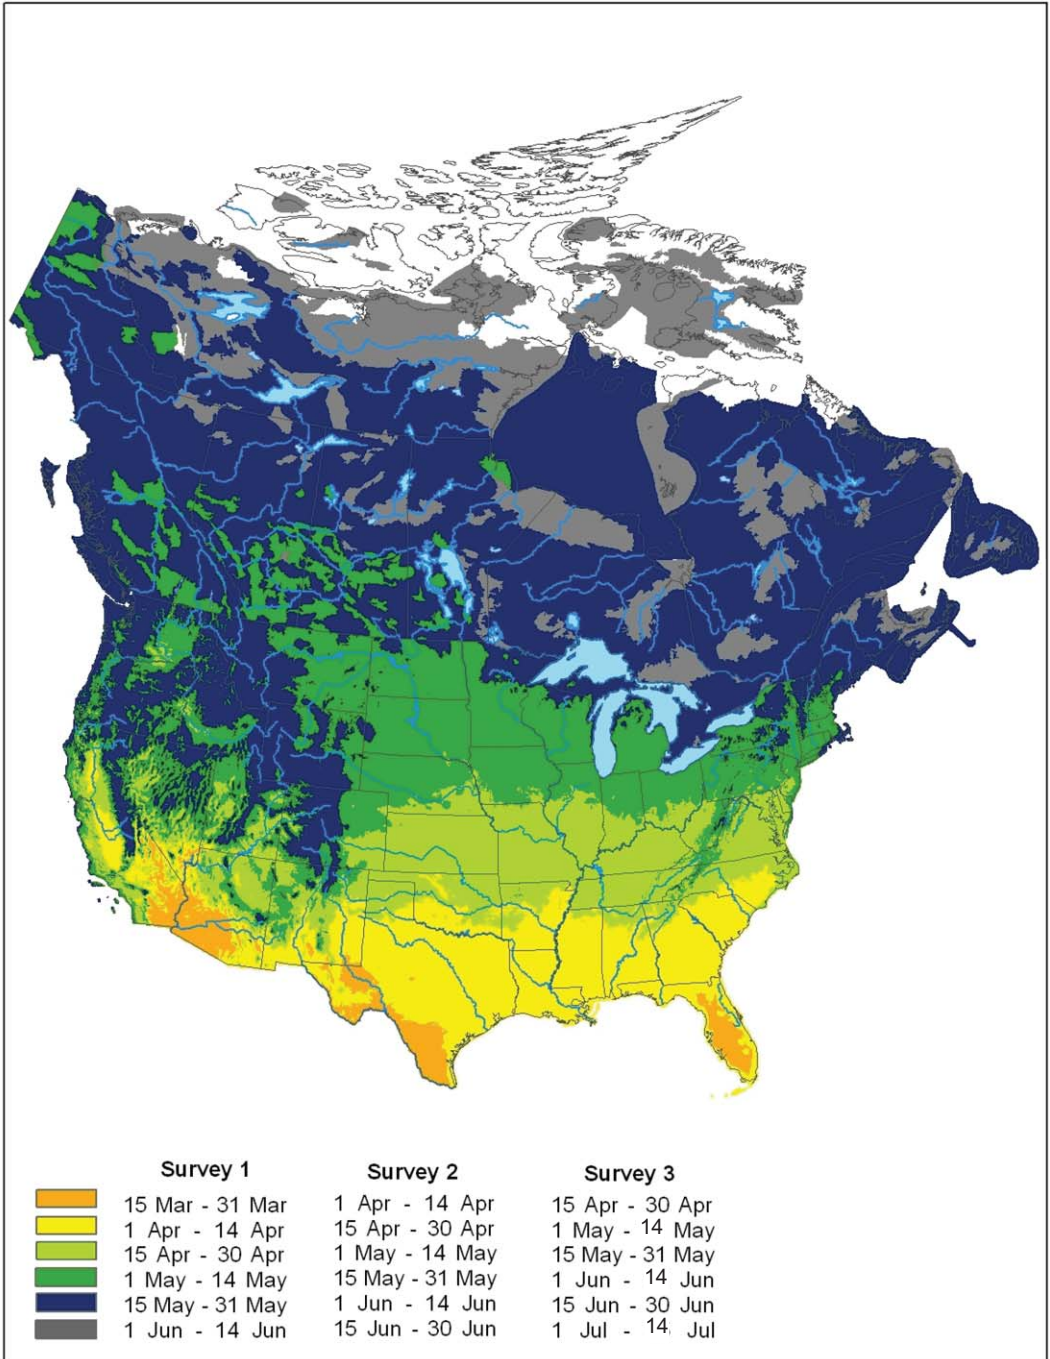 Survey 1 Survey 2 Survey 3
15 Mar - 31 Mar 1 Apr - 14 Apr 15 Apr - 30 Apr
1 Apr - 14 Apr 15 Apr - 30 Apr 1 May - 14 May
15 Apr - 30 Apr 1 May - 14 May 15 May - 31 May
1 May - 14 May 15 May - 31 May 1 Jun - 14 Jun
15 May - 31 May 1 Jun - 14 Jun 15 Jun - 30 Jun
1 Jun - 14 Jun 15 Jun - 30 Jun 1 Jul - 14 Jul